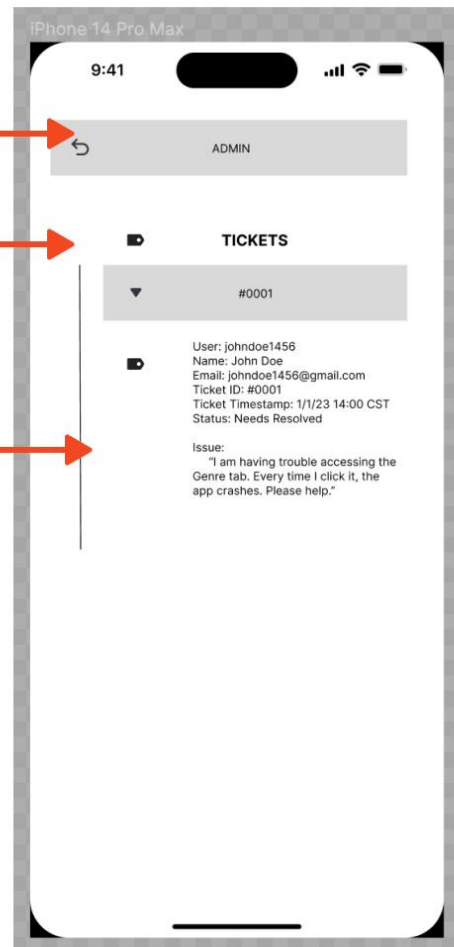 iPhone 14 Pro Max
9:41
ADMIN
TICKETS
#0001
User: johndoe1456
Name: John Doe
Email: johndoe1456@gmail.com
Ticket ID: #0001
Ticket Timestamp: 1/1/23 14:00 CST
Status: Needs Resolved
Issue:
"I am having trouble accessing the
Genre tab. Every time I click it, the
app crashes. Please help."